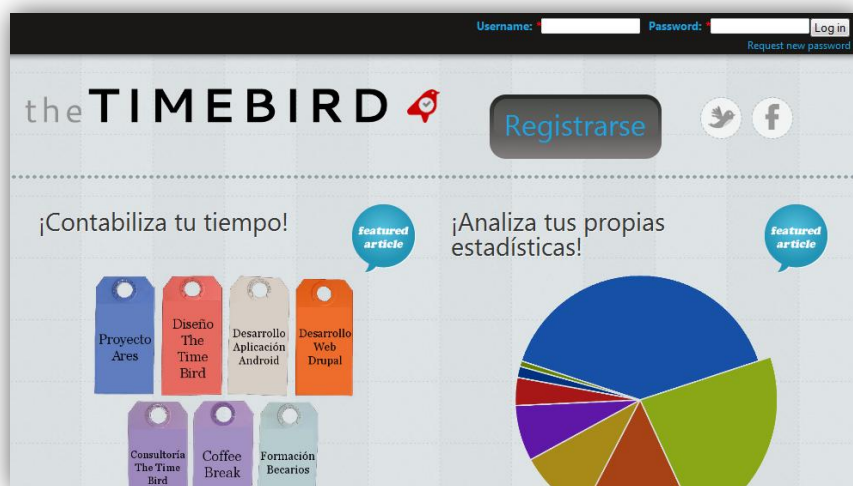 Username: * Password: * Log in
Request new password
theTIMEBIRD
Registrarse
¡Contabiliza tu tiempo!
featured
article
¡Analiza tus propias
estadísticas!
featured
article
Proyecto
Ares
Diseño
The
Time
Bird
Desarrollo
Aplicación
Android
Desarrollo
Web
Drupal
Consultoría
The Time
Bird
Coffee
Break
Formación
Becarios